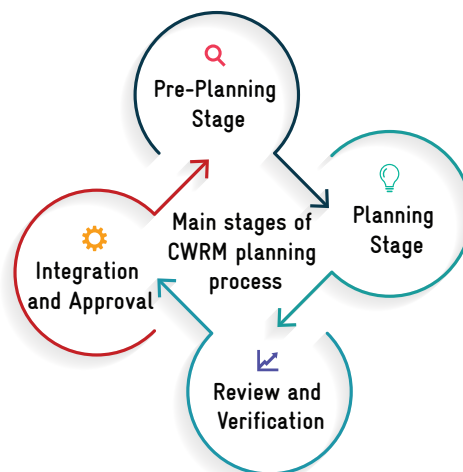 Pre-Planning
Stage
Planning
Stage
Main stages of
CWRM planning
process
Integration
and Approval
Review and
Verification